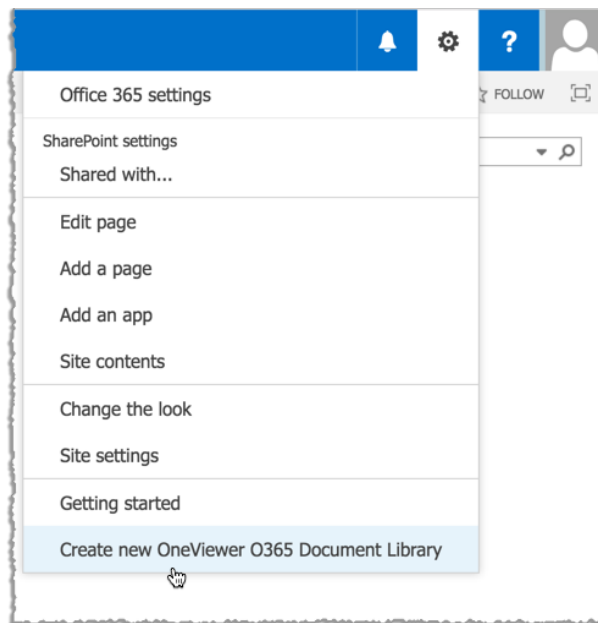 ?
Office 365 settings
FOLLOW
SharePoint settings
Shared with...
Edit page
Add a page
Add an app
Site contents
Change the look
Site settings
Getting started
Create new OneViewer O365 Document Library